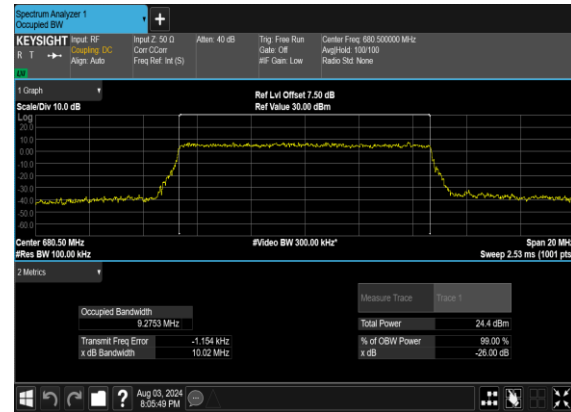 Spectrum Analyzer 1
Occupied BW
+
KEYSIGHT
R T
Input: RF
Coupling: DC
Align: Auto
Input Z: 50 Ω
Corr CCorr
Freq Ref: Int (S)
Atten: 40 dB
Trig: Free Run
Gate: Off
#IF Gain: Low
Center Freq: 680.500000 MHz
Avg|Hold: 100/100
Radio Std: None
1 Graph
Scale/Div 10.0 dB
Ref Lvl Offset 7.50 dB
Ref Value 30.00 dBm
Log
20.0
10.0
0.00
-10.0
-20.0
-30.0
-40.0
-50.0
-60.0
Center 680.50 MHz
#Video BW 300.00 kHz*
Span 20 MHz
#Res BW 100.00 kHz
Sweep 2.53 ms (1001 pts
2 Metrics
Measure Trace
Trace 1
Occupied Bandwidth
9.2753 MHz
Total Power
24.4 dBm
Transmit Freq Error
-1.154 kHz
% of OBW Power
99.00 %
x dB Bandwidth
10.02 MHz
x dB
-26.00 dB
?
Aug 03, 2024
8:05:49 PM